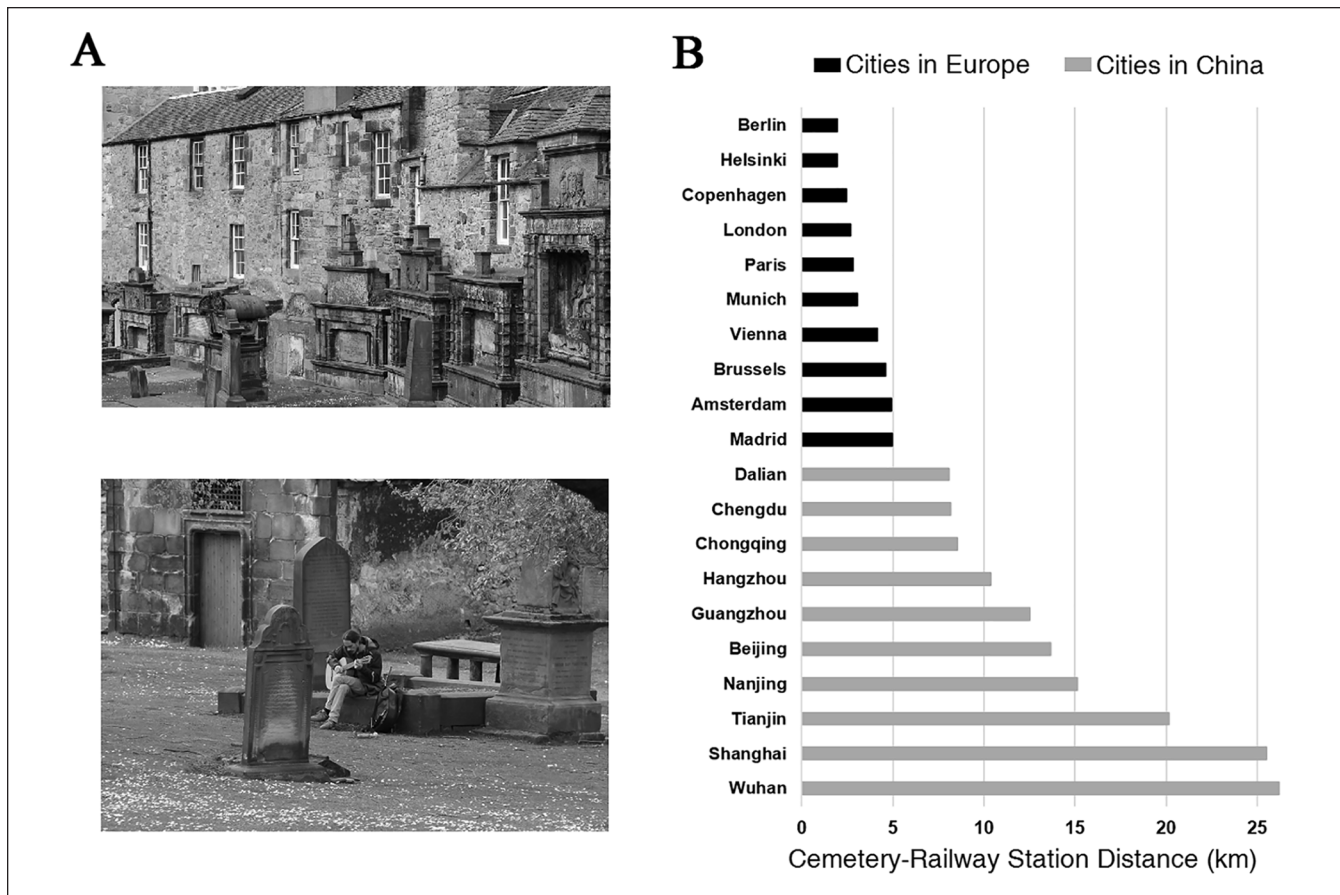 A
B
Cities in Europe
Cities in China
Berlin
Helsinki
Copenhagen
London
Paris
Munich
Vienna
Brussels
Amsterdam
Madrid
Dalian
Chengdu
Chongqing
Hangzhou
Guangzhou
Beijing
Nanjing
Tianjin
Shanghai
Wuhan
0 5 10 15 20 25
Cemetery-Railway Station Distance (km)